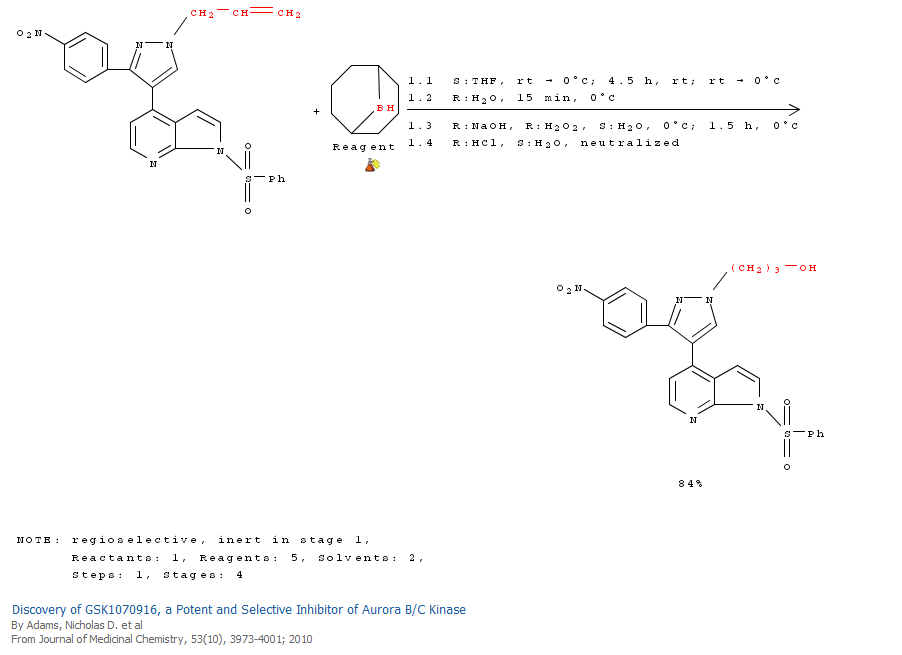 CH2 — CH = CH2
O2N
N N
+
BH
Reagent
1.1 S:THF, rt → 0°C; 4.5 h, rt; rt → 0°C
1.2 R:H2O, 15 min, 0°C
1.3 R:NaOH, R:H2O2, S:H2O, 0°C; 1.5 h, 0°C
1.4 R:HCl, S:H2O, neutralized
N N
O
S — Ph
O
(CH2)3 — OH
O2N
N N
N N
O
S — Ph
O
84%
NOTE: regioselective, inert in stage 1,
Reactants: 1, Reagents: 5, Solvents: 2,
Steps: 1, Stages: 4
Discovery of GSK1070916, a Potent and Selective Inhibitor of Aurora B/C Kinase
By Adams, Nicholas D. et al
From Journal of Medicinal Chemistry, 53(10), 3973-4001; 2010